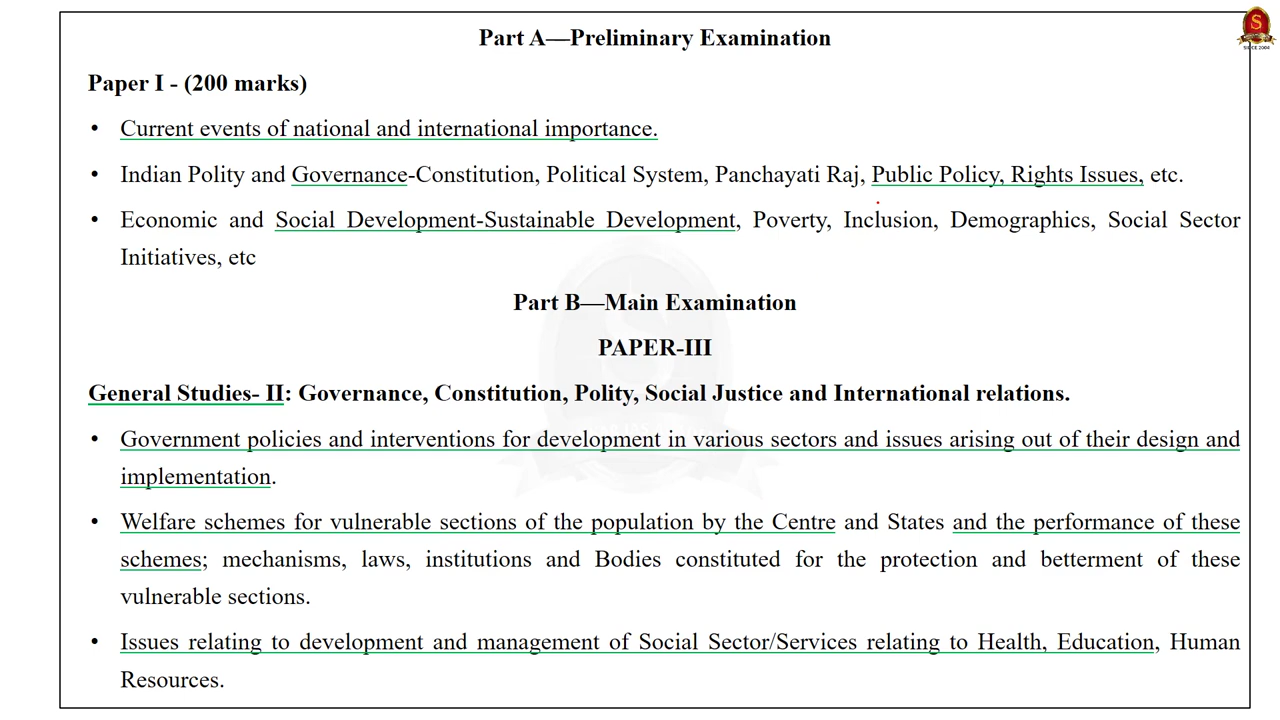 Part A—Preliminary Examination
Paper I - (200 marks)
• Current events of national and international importance.
• Indian Polity and Governance-Constitution, Political System, Panchayati Raj, Public Policy, Rights Issues, etc.
• Economic and Social Development-Sustainable Development, Poverty, Inclusion, Demographics, Social Sector
Initiatives, etc
Part B—Main Examination
PAPER-III
General Studies- II: Governance, Constitution, Polity, Social Justice and International relations.
• Government policies and interventions for development in various sectors and issues arising out of their design and
implementation.
• Welfare schemes for vulnerable sections of the population by the Centre and States and the performance of these
schemes; mechanisms, laws, institutions and Bodies constituted for the protection and betterment of these
vulnerable sections.
• Issues relating to development and management of Social Sector/Services relating to Health, Education, Human
Resources.
S
SINCE 2004